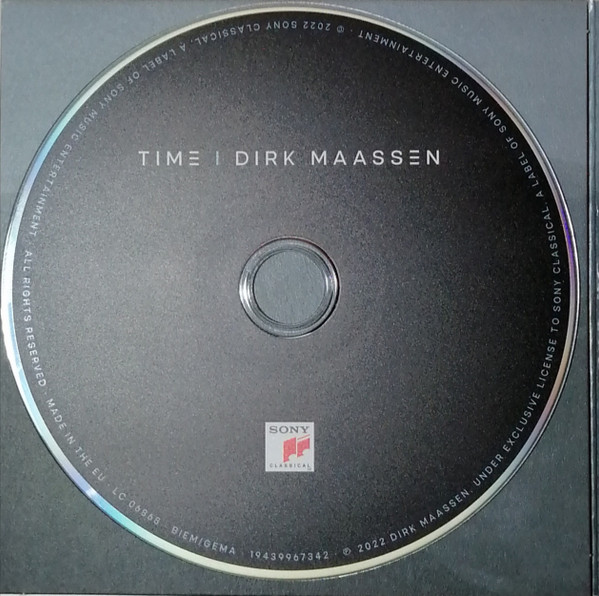 TIME | DIRK MAASSEN
SONY
CLASSICAL
ALL RIGHTS RESERVED · MADE IN THE EU · LC 06868 · BIEM/GEMA · 19439967342 · ℗ 2022 DIRK MAASSEN, UNDER EXCLUSIVE LICENSE TO SONY CLASSICAL, A LABEL OF SONY MUSIC ENTERTAINMENT · © 2022 SONY CLASSICAL, A LABEL OF SONY MUSIC ENTERTAINMENT ·